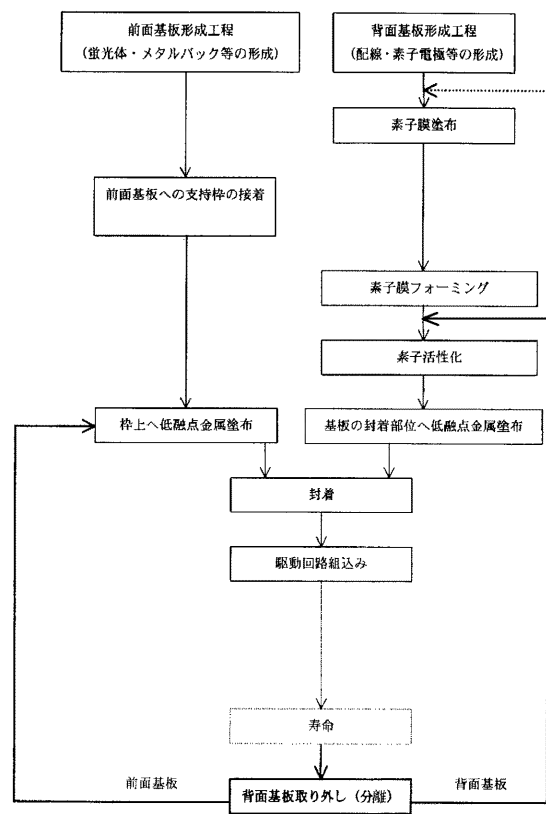 前面基板形成工程
(蛍光体・メタルバック等の形成)
背面基板形成工程
(配線・素子電極等の形成)
素子膜塗布
前面基板への支持枠の接着
素子膜フォーミング
素子活性化
枠上へ低融点金属塗布
基板の封着部位へ低融点金属塗布
封着
駆動回路組込み
寿命
前面基板
背面基板
背面基板取り外し(分離)